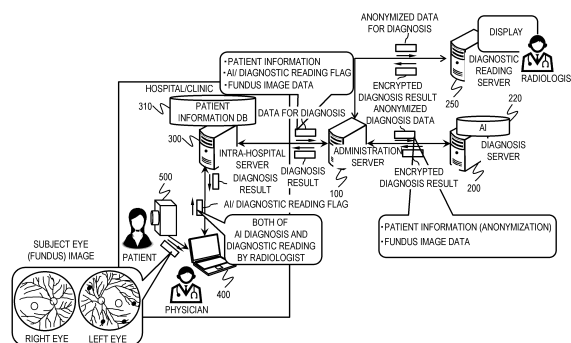 ANONYMIZED DATA
FOR DIAGNOSIS
DISPLAY
• PATIENT INFORMATION
• AI/ DIAGNOSTIC READING FLAG
• FUNDUS IMAGE DATA
DIAGNOSTIC
READING
SERVER
RADIOLOGIS
250
HOSPITAL/CLINIC
310
PATIENT
INFORMATION DB
300
DATA FOR DIAGNOSIS
ENCRYPTED
DIAGNOSIS RESULT
ANONYMIZED
DIAGNOSIS DATA
220
AI
DIAGNOSIS
SERVER
200
INTRA-HOSPITAL
SERVER
ADMINISTRATION
SERVER
100
DIAGNOSIS
RESULT
DIAGNOSIS
RESULT
ENCRYPTED
DIAGNOSIS RESULT
500
AI/ DIAGNOSTIC READING FLAG
BOTH OF
AI DIAGNOSIS AND
DIAGNOSTIC READING
BY RADIOLOGIST
• PATIENT INFORMATION (ANONYMIZATION)
• FUNDUS IMAGE DATA
SUBJECT EYE
(FUNDUS) IMAGE
PATIENT
400
PHYSICIAN
RIGHT EYE
LEFT EYE